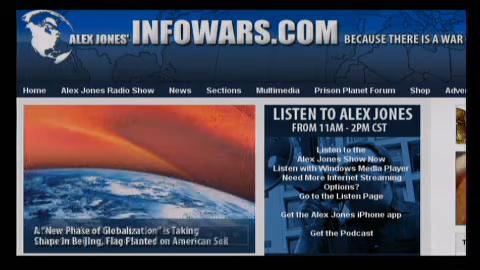 ALEX JONES' INFOWARS.COM BECAUSE THERE IS A WAR
Home Alex Jones Radio Show News Sections Multimedia Prison Planet Forum Shop Adver
LISTEN TO ALEX JONES
FROM 11AM - 2PM CST
Listen to the
Alex Jones Show Now
Listen with Windows Media Player
Need More Internet Streaming
Options?
Go to the Listen Page
Get the Alex Jones iPhone app
Get the Podcast
A "New Phase of Globalization" is Taking
Shape in Beijing, Flag Planted on American Soil